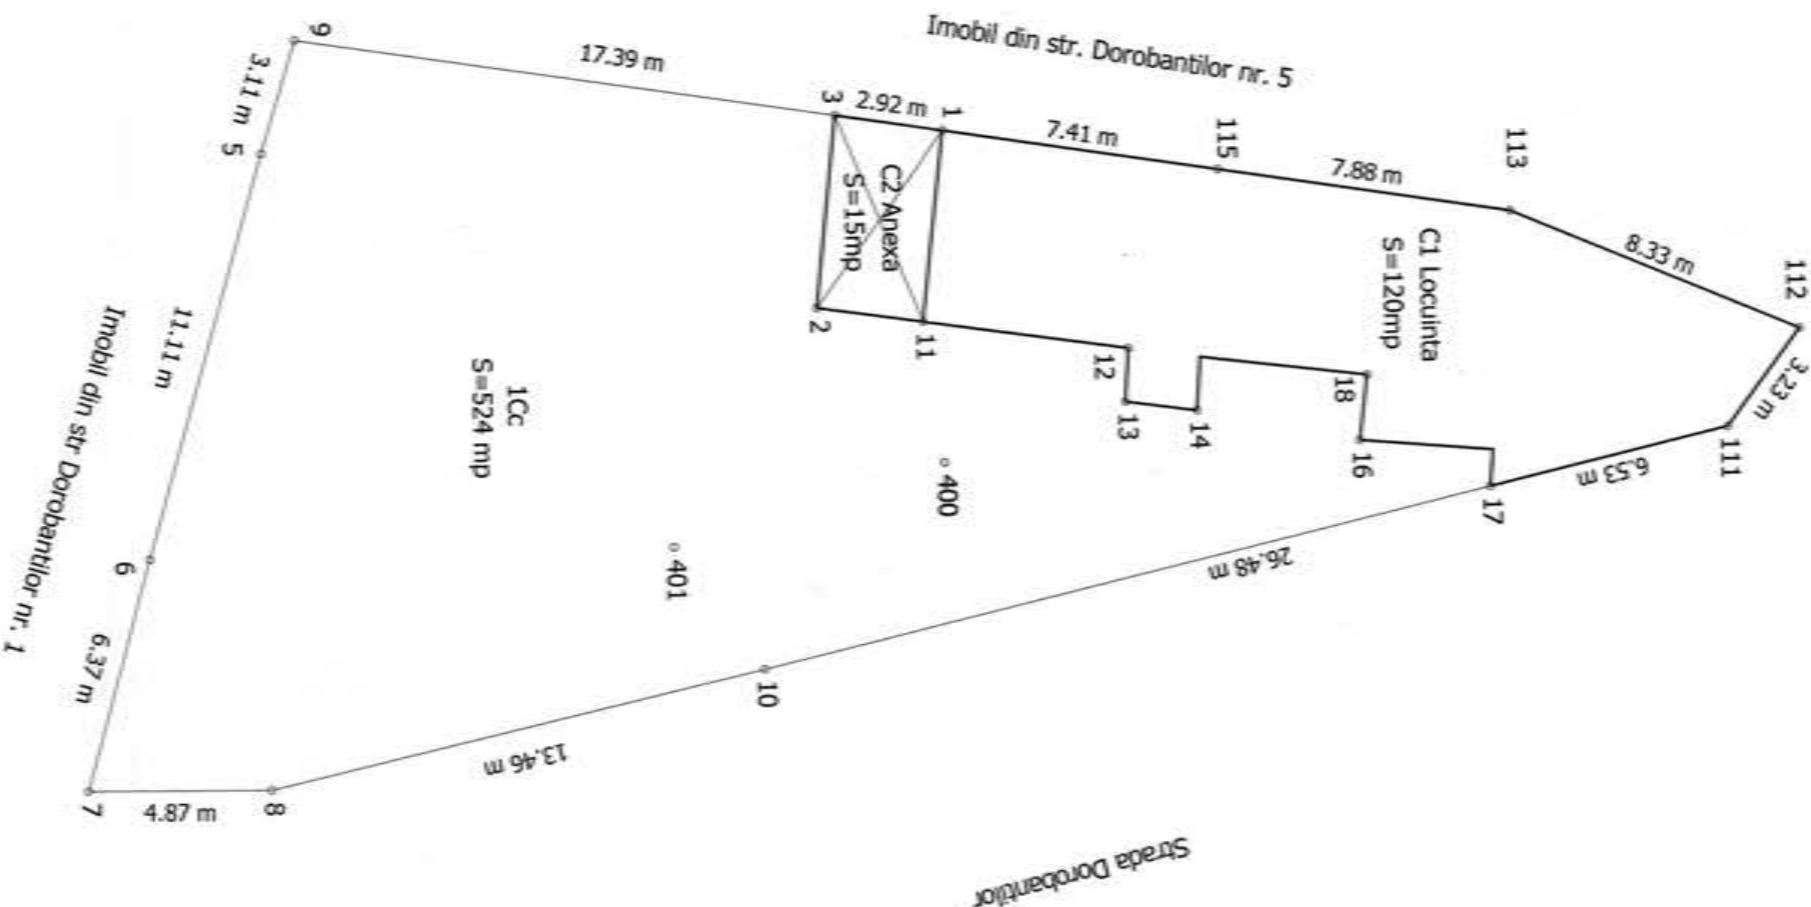 Imobil din str. Dorobantilor nr. 5
9
17.39 m
3
2.92 m
1
7.41 m
115
7.88 m
113
8.33 m
112
3.23 m
111
6.53 m
17
3.11 m
5
11.11 m
6
6.37 m
7
4.87 m
8
13.46 m
10
26.48 m
C2 Anexa
S=15mp
C1 Locuinta
S=120mp
2
11
12
13
14
18
16
400
401
1Cc
S=524 mp
Imobil din str Dorobantilor nr. 1
Strada Dorobantilor